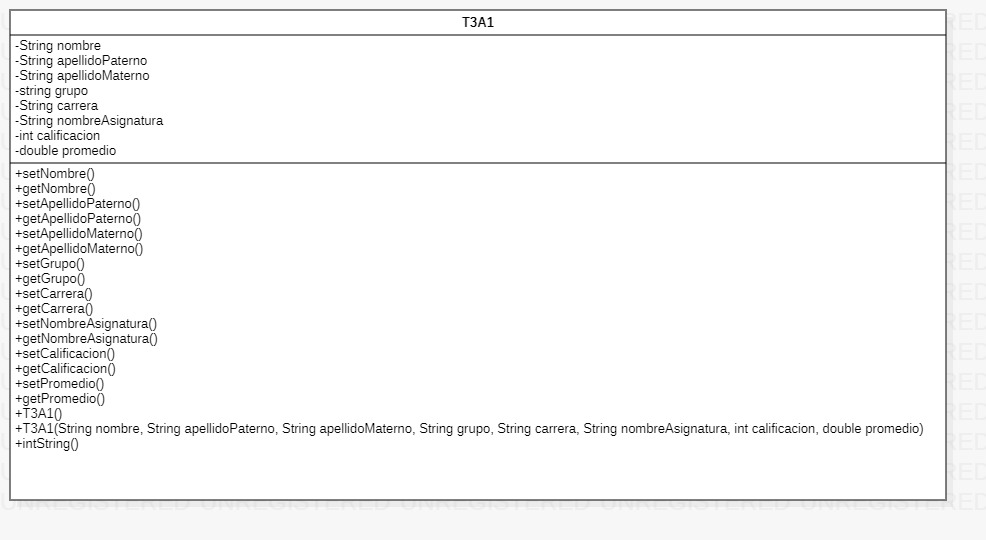 T3A1
-String nombre
-String apellidoPaterno
-String apellidoMaterno
-string grupo
-String carrera
-String nombreAsignatura
-int calificacion
-double promedio
+setNombre()
+getNombre()
+setApellidoPaterno()
+getApellidoPaterno()
+setApellidoMaterno()
+getApellidoMaterno()
+setGrupo()
+getGrupo()
+setCarrera()
+getCarrera()
+setNombreAsignatura()
+getNombreAsignatura()
+setCalificacion()
+getCalificacion()
+setPromedio()
+getPromedio()
+T3A1()
+T3A1(String nombre, String apellidoPaterno, String apellidoMaterno, String grupo, String carrera, String nombreAsignatura, int calificacion, double promedio)
+intString()
UNREGISTERED UNREGISTERED UNREGISTERED UNREGISTERED UNREGISTERED